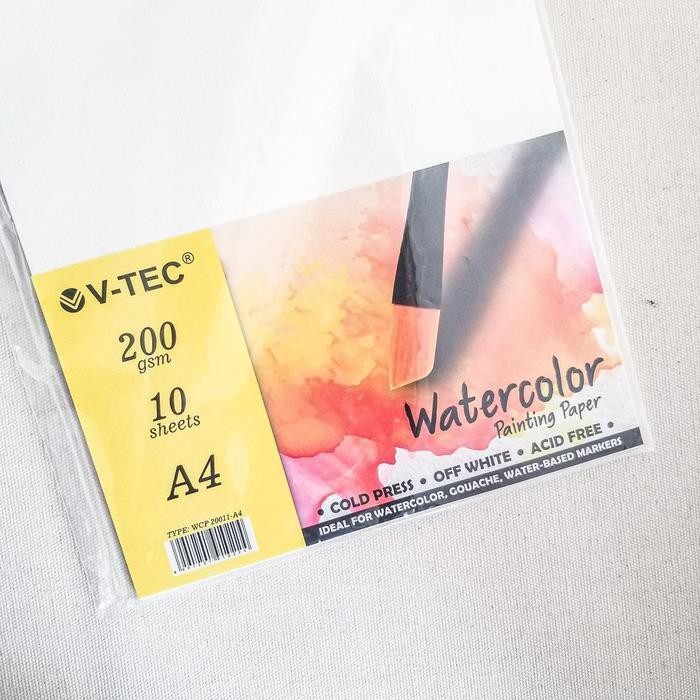 V-TEC®
200
gsm
10
sheets
A4
TYPE: WCP 20011-A4
Watercolor
Painting Paper
• COLD PRESS • OFF WHITE • ACID FREE •
IDEAL FOR WATERCOLOR, GOUACHE, WATER-BASED MARKERS